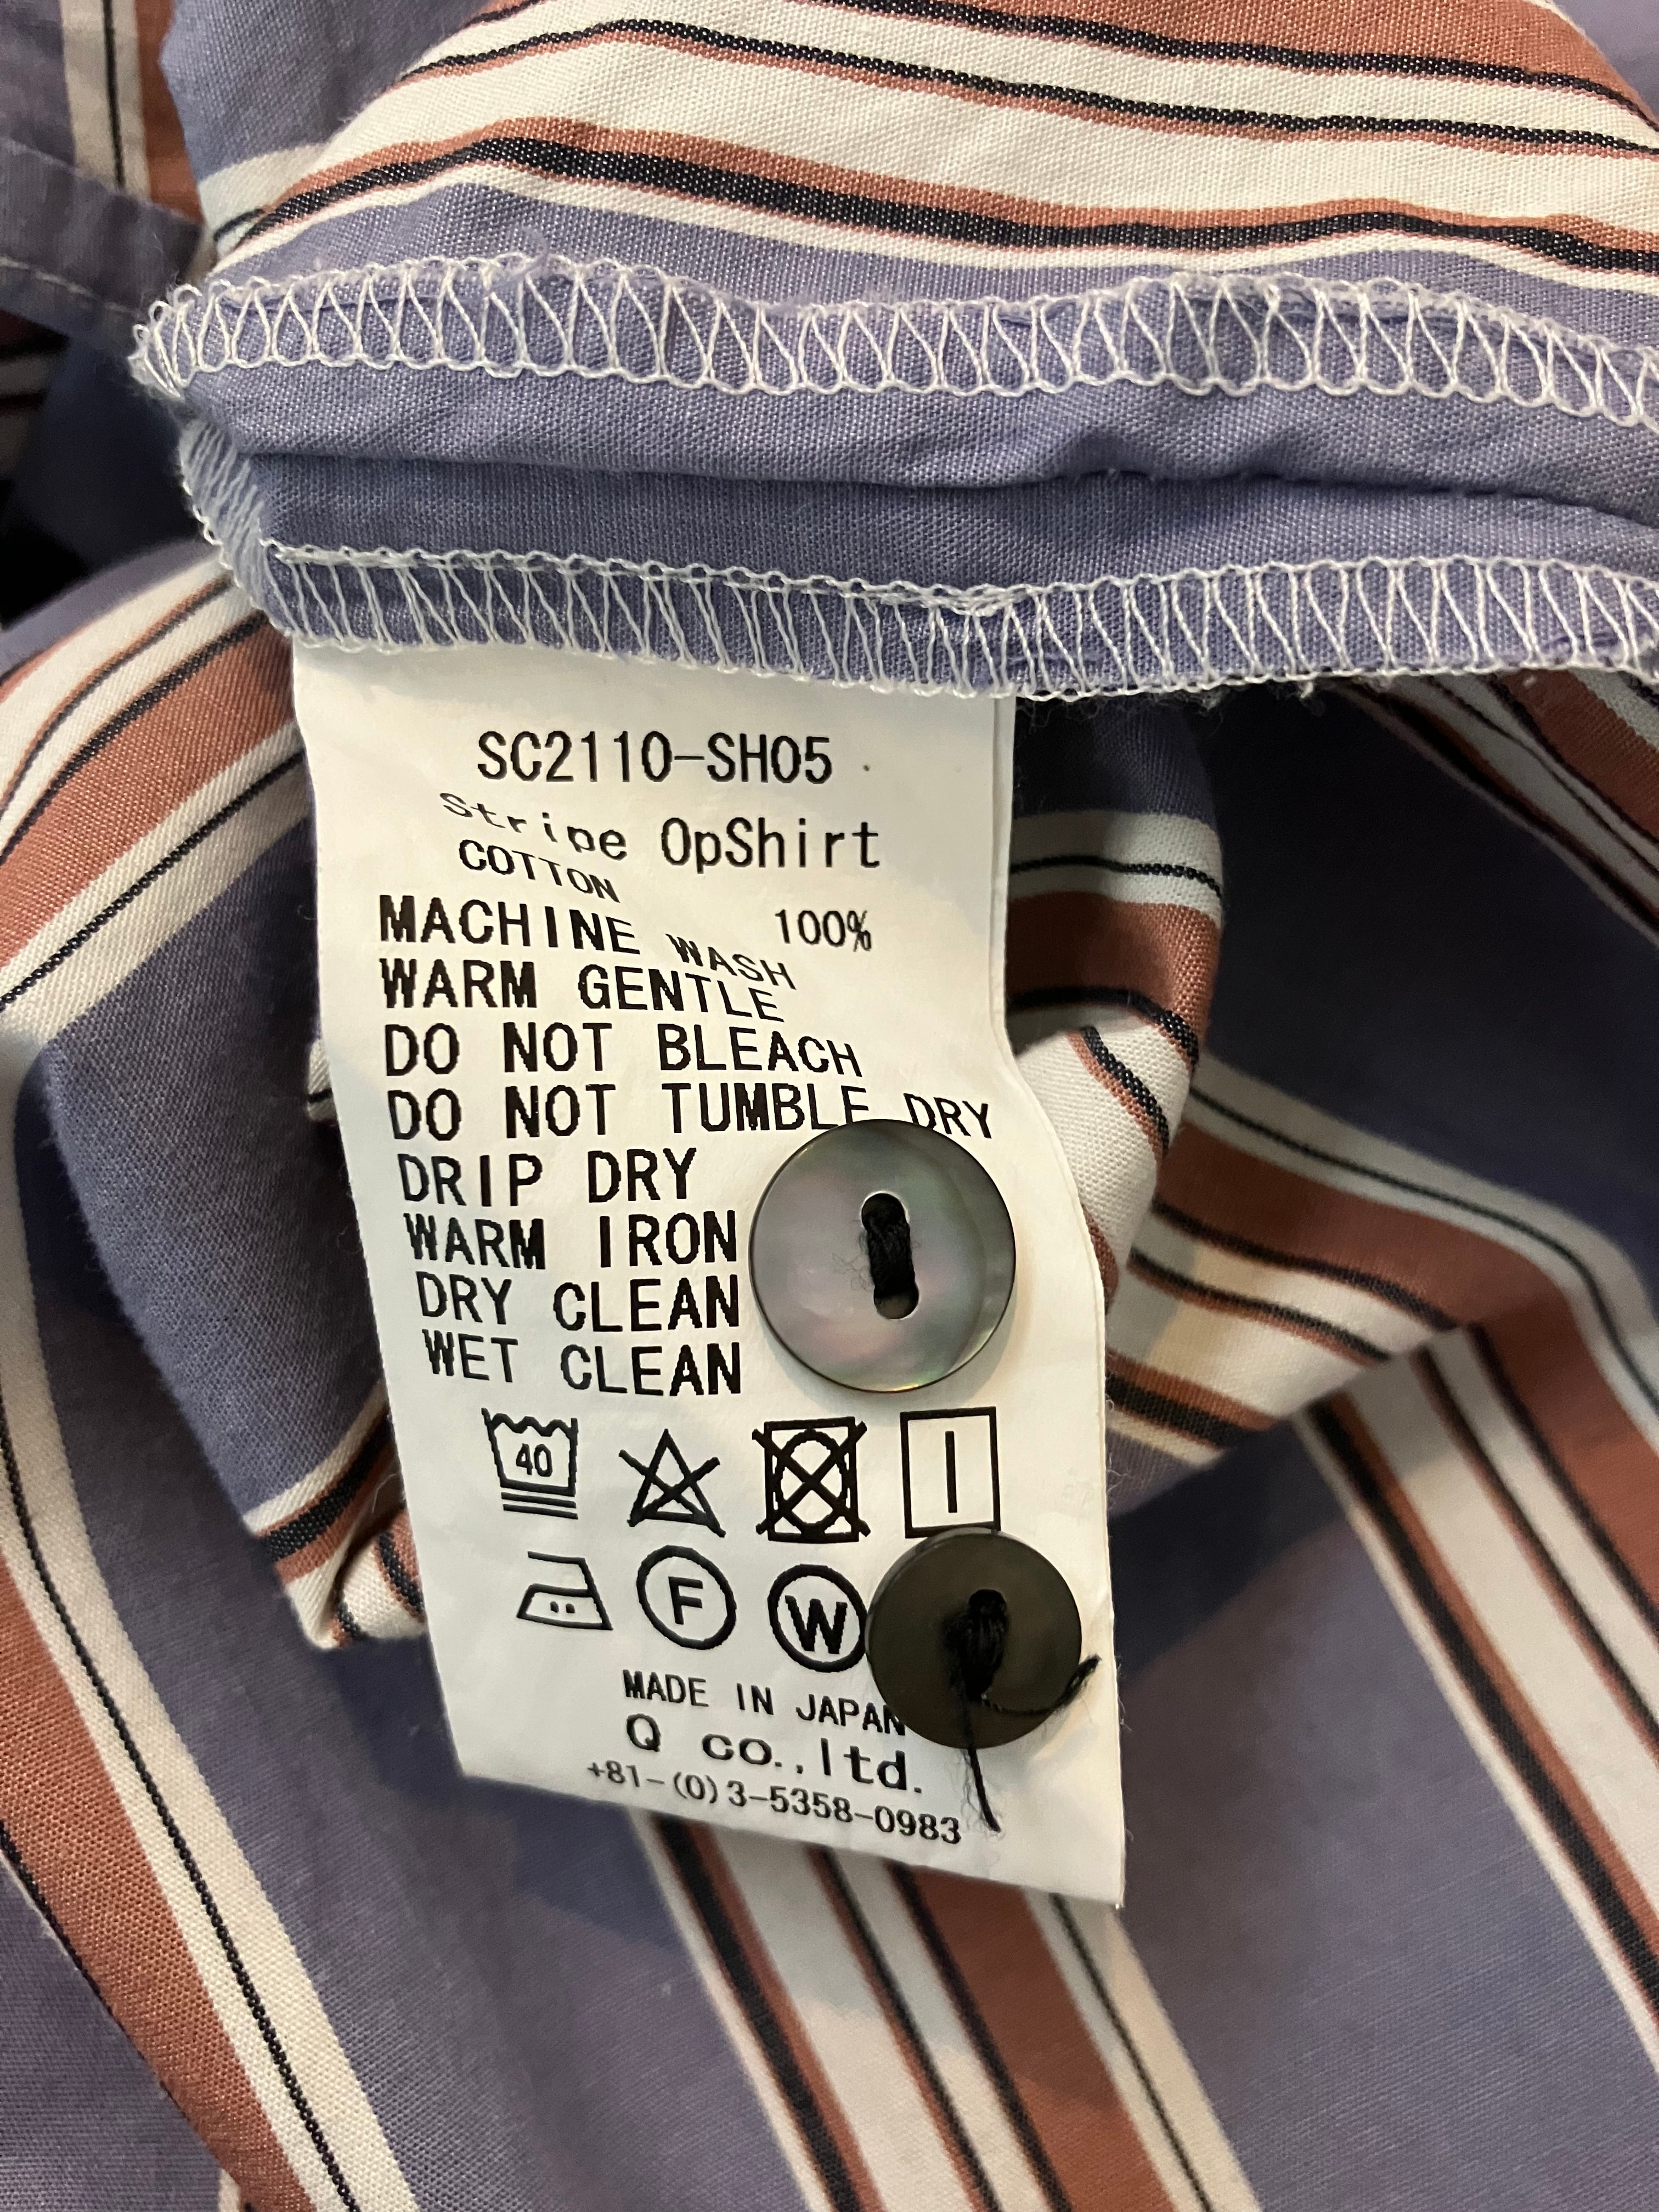 SC2110-SH05
Stripe OpShirt
COTTON 100%
MACHINE WASH
WARM GENTLE
DO NOT BLEACH
DO NOT TUMBLE DRY
DRIP DRY
WARM IRON
DRY CLEAN
WET CLEAN
40
F W
MADE IN JAPAN
Q co.,ltd.
+81-(0)3-5358-0983